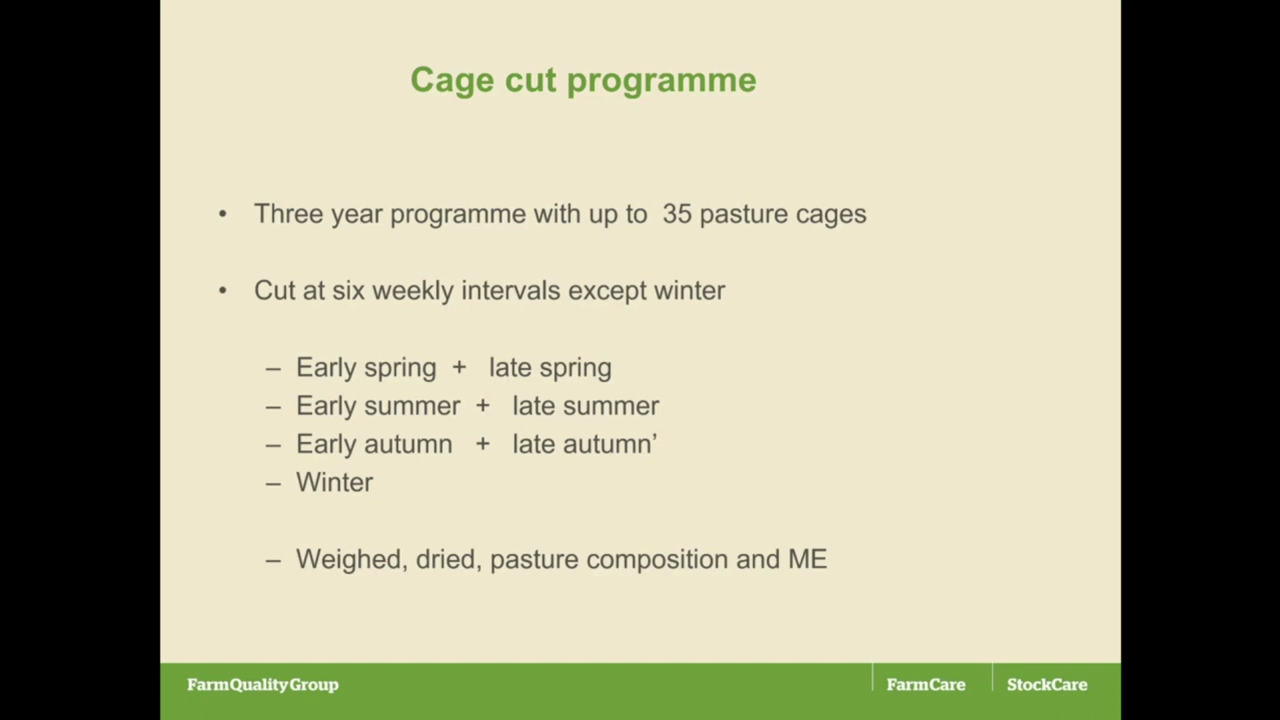 Cage cut programme
• Three year programme with up to 35 pasture cages
• Cut at six weekly intervals except winter
– Early spring + late spring
– Early summer + late summer
– Early autumn + late autumn’
– Winter
– Weighed, dried, pasture composition and ME
FarmQualityGroup FarmCare StockCare